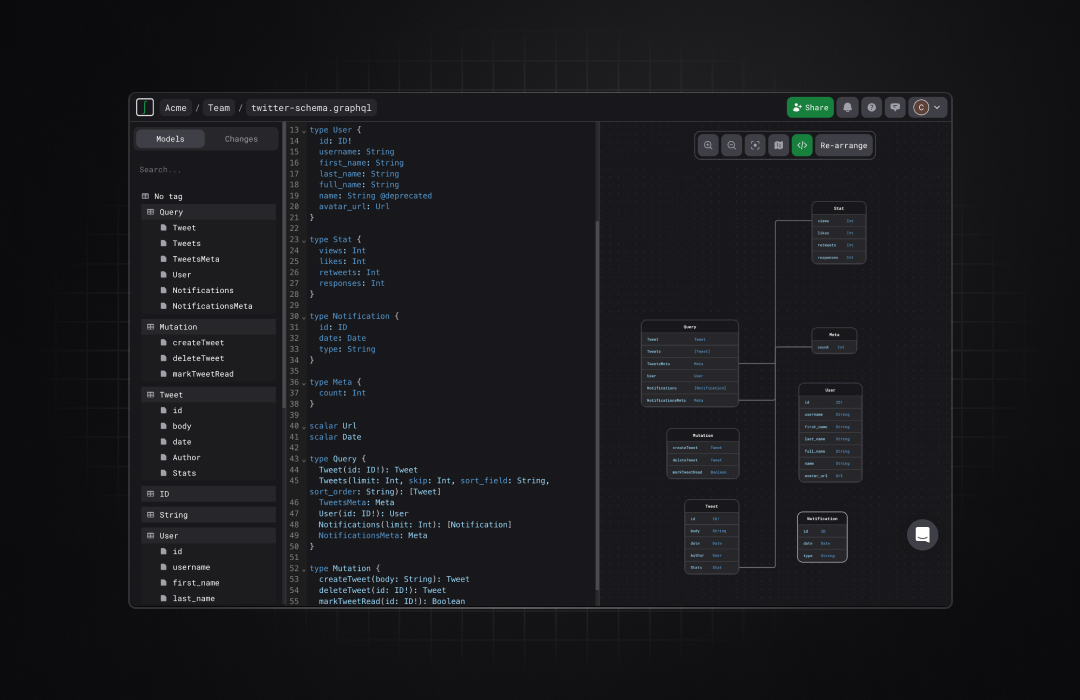 Acme / Team / twitter-schema.graphql
Share
C
Models Changes
Search...
No tag
Query
Tweet
Tweets
TweetsMeta
User
Notifications
NotificationsMeta
Mutation
createTweet
deleteTweet
markTweetRead
Tweet
id
body
date
Author
Stats
ID
String
User
id
username
first_name
last_name
13 type User {
14 id: ID!
15 username: String
16 first_name: String
17 last_name: String
18 full_name: String
19 name: String @deprecated
20 avatar_url: Url
21 }
22
23 type Stat {
24 views: Int
25 likes: Int
26 retweets: Int
27 responses: Int
28 }
29
30 type Notification {
31 id: ID
32 date: Date
33 type: String
34 }
35
36 type Meta {
37 count: Int
38 }
39
40 scalar Url
41 scalar Date
42
43 type Query {
44 Tweet(id: ID!): Tweet
45 Tweets(limit: Int, skip: Int, sort_field: String,
sort_order: String): [Tweet]
46 TweetsMeta: Meta
47 User(id: ID!): User
48 Notifications(limit: Int): [Notification]
49 NotificationsMeta: Meta
50 }
51
52 type Mutation {
53 createTweet(body: String): Tweet
54 deleteTweet(id: ID!): Tweet
55 markTweetRead(id: ID!): Boolean
Re-arrange
Stat
views Int
likes Int
retweets Int
responses Int
Query
Tweet Tweet
Tweets [Tweet]
TweetsMeta Meta
User User
Notifications [Notification]
NotificationsMeta Meta
Meta
count Int
User
id ID!
username String
first_name String
last_name String
full_name String
name String
avatar_url Url
Mutation
createTweet Tweet
deleteTweet Tweet
markTweetRead Boolean
Tweet
id ID!
body String
date Date
Author User
Stats Stat
Notification
id ID
date Date
type String